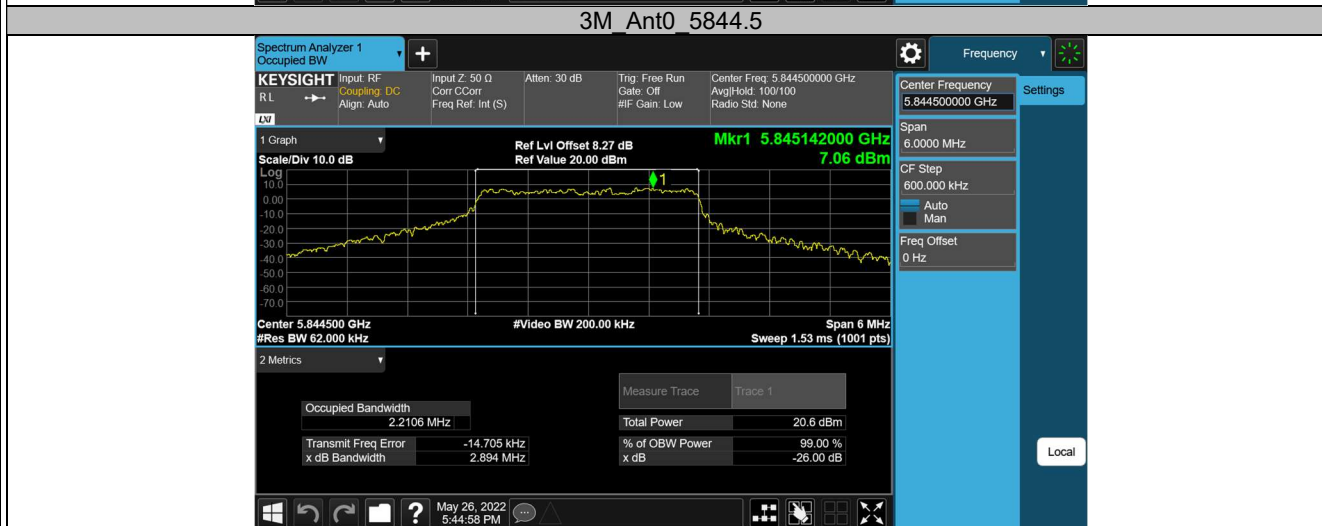 3M_Ant0_5844.5
Spectrum Analyzer 1
Occupied BW
+
Frequency
KEYSIGHT
RL
LXI
Input: RF
Coupling: DC
Align: Auto
Input Z: 50 Ω
Corr CCorr
Freq Ref: Int (S)
Atten: 30 dB
Trig: Free Run
Gate: Off
#IF Gain: Low
Center Freq: 5.844500000 GHz
Avg|Hold: 100/100
Radio Std: None
Center Frequency
5.844500000 GHz
Settings
Span
6.0000 MHz
CF Step
600.000 kHz
Auto
Man
Freq Offset
0 Hz
Local
1 Graph
Scale/Div 10.0 dB
Ref Lvl Offset 8.27 dB
Ref Value 20.00 dBm
Mkr1 5.845142000 GHz
7.06 dBm
Log
10.0
0.00
-10.0
-20.0
-30.0
-40.0
-50.0
-60.0
-70.0
1
Center 5.844500 GHz
#Res BW 62.000 kHz
#Video BW 200.00 kHz
Span 6 MHz
Sweep 1.53 ms (1001 pts)
2 Metrics
Measure Trace Trace 1
Occupied Bandwidth
2.2106 MHz
Total Power 20.6 dBm
Transmit Freq Error -14.705 kHz
% of OBW Power 99.00 %
x dB Bandwidth 2.894 MHz
x dB -26.00 dB
?
May 26, 2022
5:44:58 PM